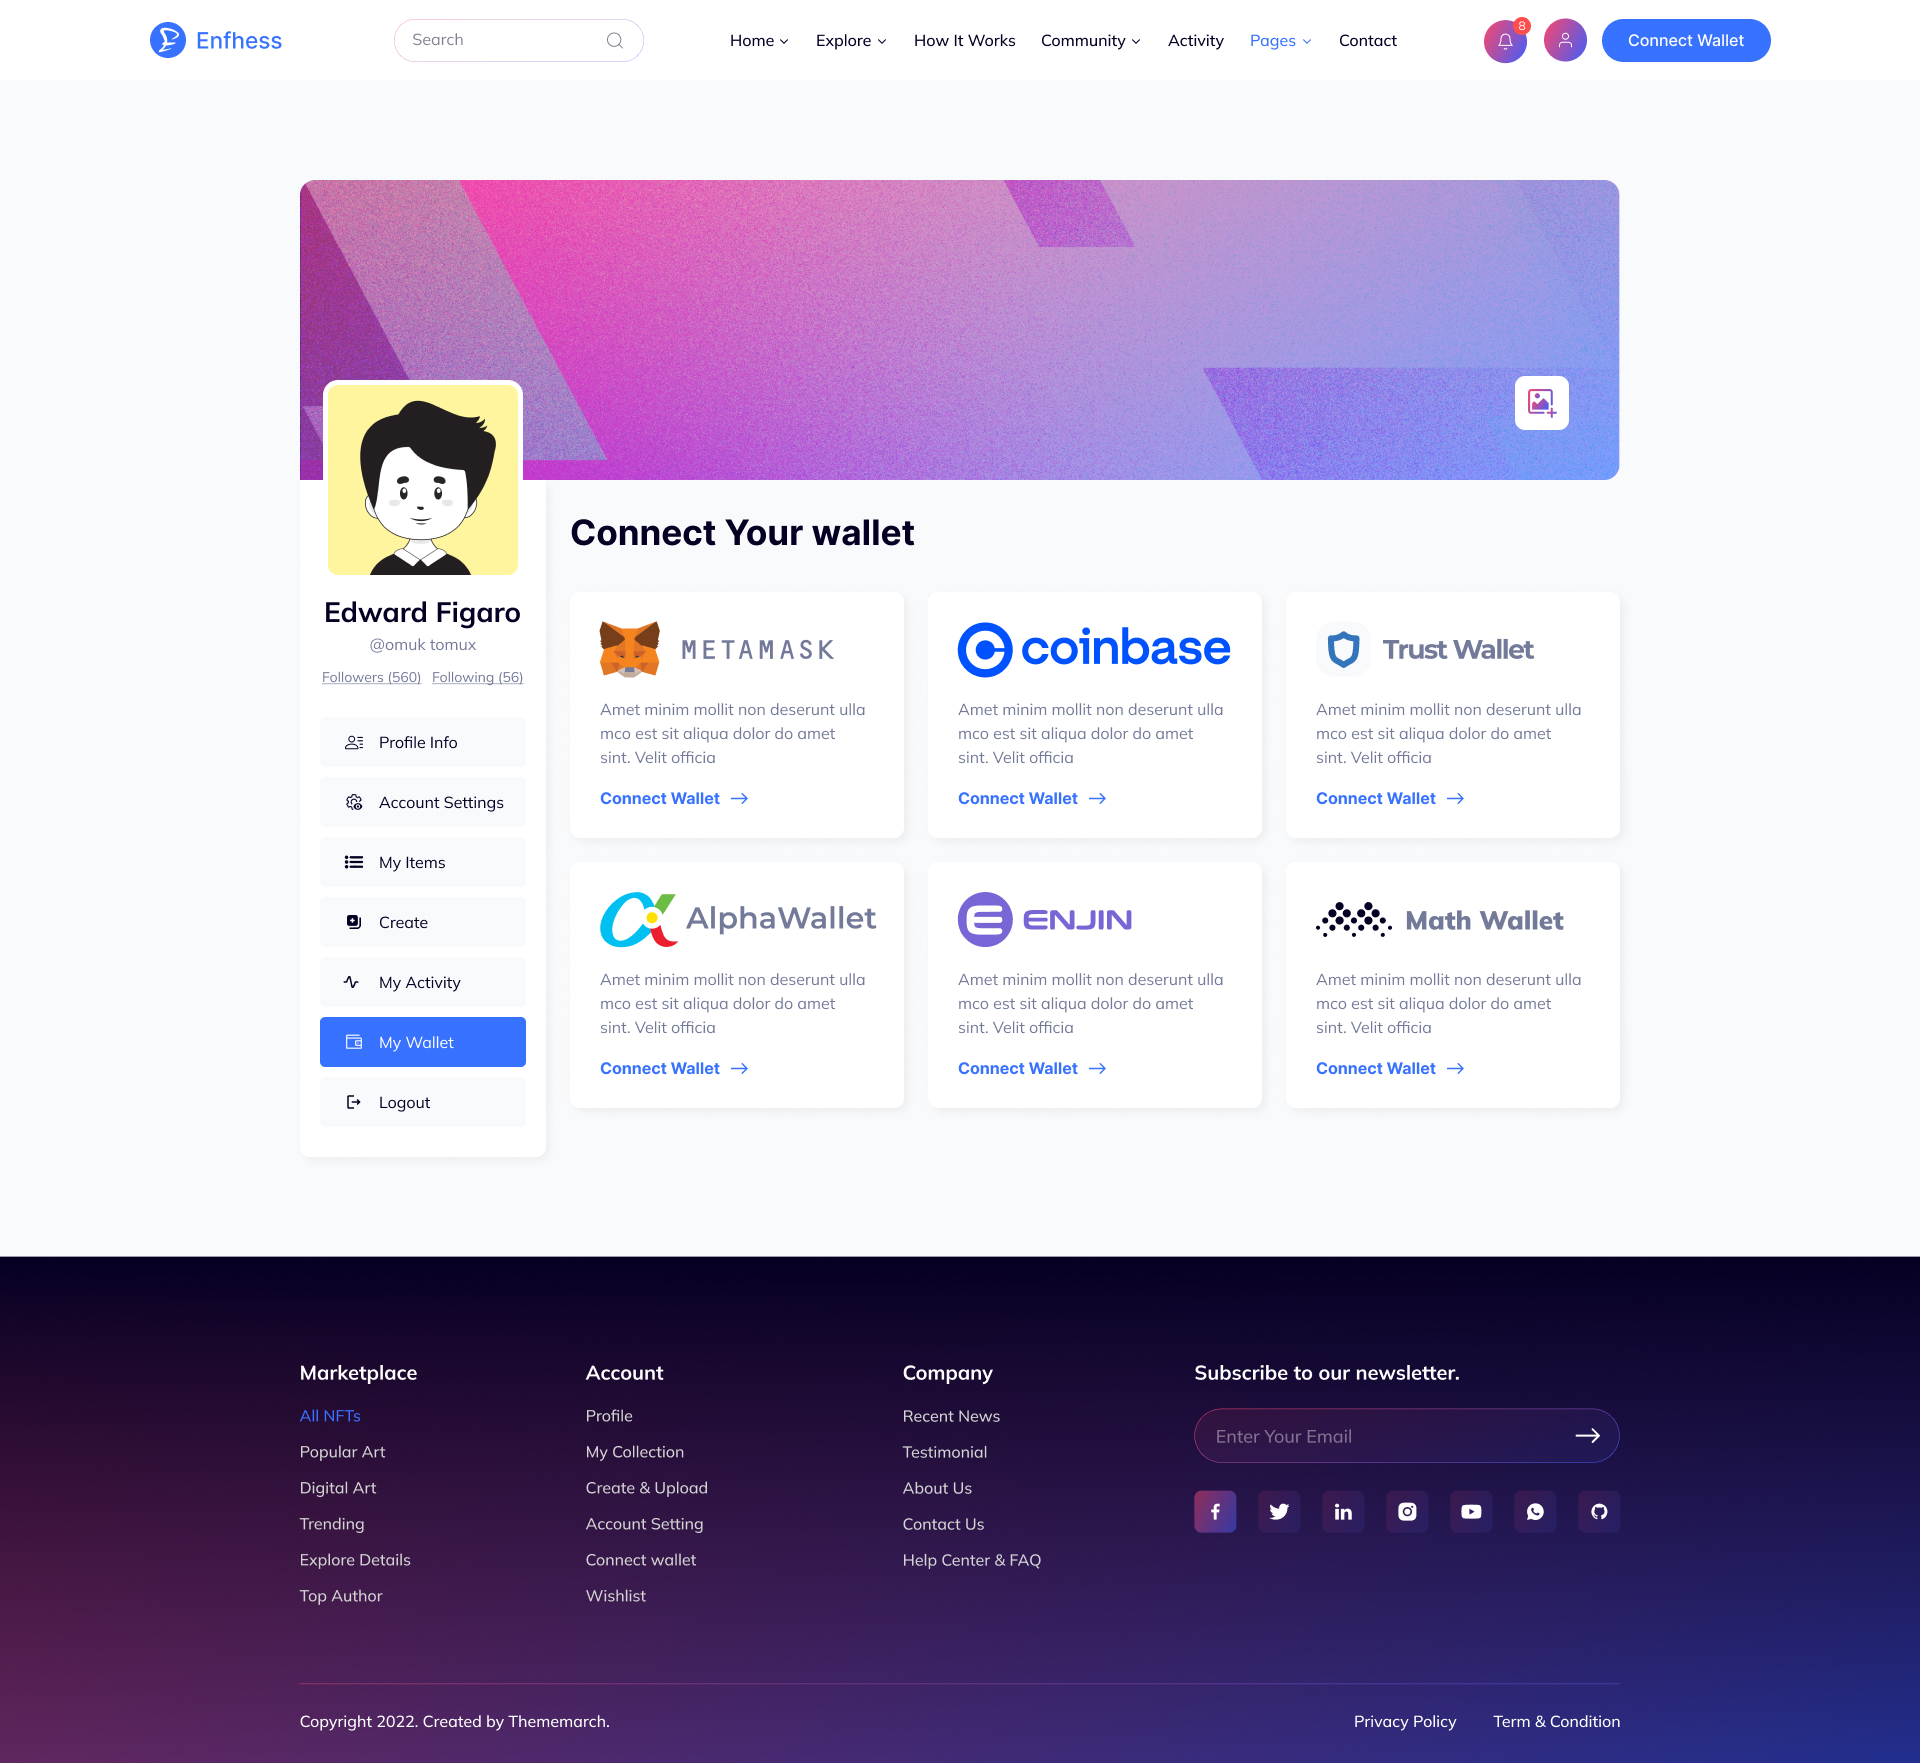 Enfhess
Search
Home
Explore
How It Works
Community
Activity
Pages
Contact
8
Connect Wallet
Edward Figaro
@omuk tomux
Followers (560) Following (56)
Profile Info
Account Settings
My Items
Create
My Activity
My Wallet
Logout
Connect Your wallet
METAMASK
Amet minim mollit non deserunt ulla
mco est sit aliqua dolor do amet
sint. Velit officia
Connect Wallet
coinbase
Amet minim mollit non deserunt ulla
mco est sit aliqua dolor do amet
sint. Velit officia
Connect Wallet
Trust Wallet
Amet minim mollit non deserunt ulla
mco est sit aliqua dolor do amet
sint. Velit officia
Connect Wallet
AlphaWallet
Amet minim mollit non deserunt ulla
mco est sit aliqua dolor do amet
sint. Velit officia
Connect Wallet
ENJIN
Amet minim mollit non deserunt ulla
mco est sit aliqua dolor do amet
sint. Velit officia
Connect Wallet
Math Wallet
Amet minim mollit non deserunt ulla
mco est sit aliqua dolor do amet
sint. Velit officia
Connect Wallet
Marketplace
All NFTs
Popular Art
Digital Art
Trending
Explore Details
Top Author
Account
Profile
My Collection
Create & Upload
Account Setting
Connect wallet
Wishlist
Company
Recent News
Testimonial
About Us
Contact Us
Help Center & FAQ
Subscribe to our newsletter.
Enter Your Email
Copyright 2022. Created by Thememarch.
Privacy Policy
Term & Condition